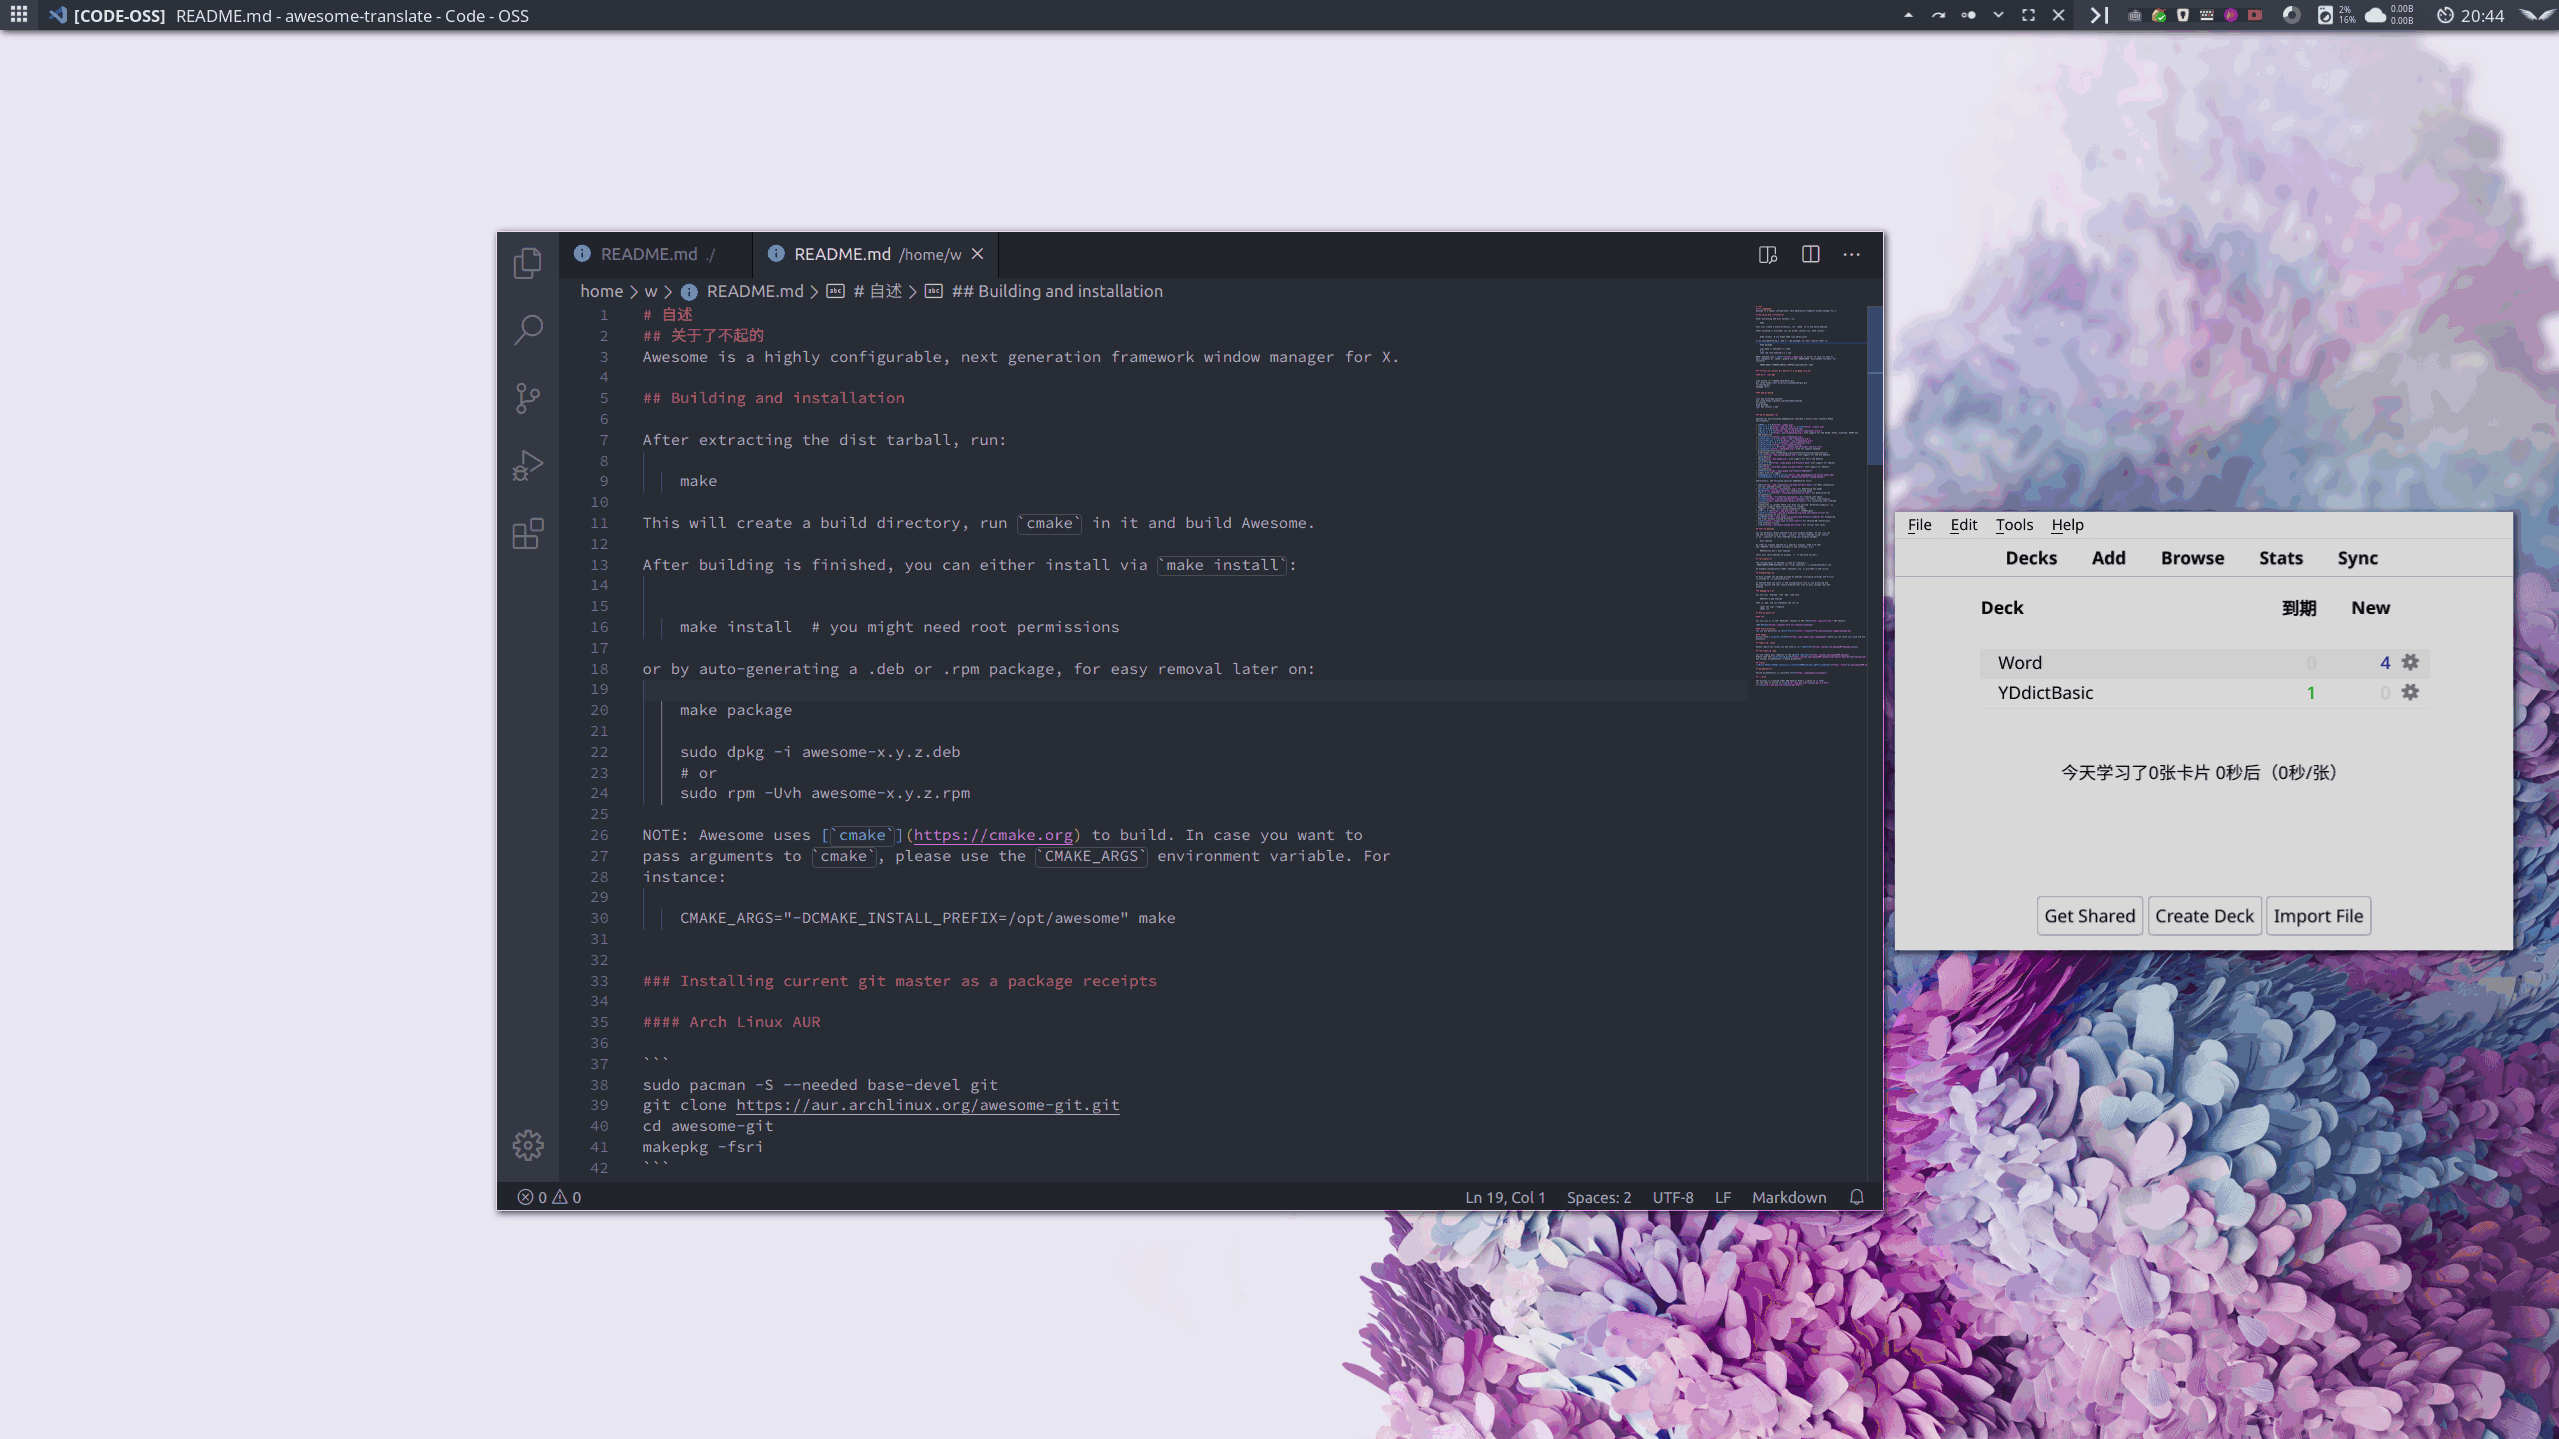 [CODE-OSS] README.md - awesome-translate - Code - OSS
2%
16%
0.00B
0.00B
20:44
README.md ./
README.md /home/w
home > w > README.md > # 自述 > ## Building and installation
1 # 自述
2 ## 关于了不起的
3 Awesome is a highly configurable, next generation framework window manager for X.
4
5 ## Building and installation
6
7 After extracting the dist tarball, run:
8
9 make
10
11 This will create a build directory, run `cmake` in it and build Awesome.
12
13 After building is finished, you can either install via `make install`:
14
15
16 make install  # you might need root permissions
17
18 or by auto-generating a .deb or .rpm package, for easy removal later on:
19
20 make package
21
22 sudo dpkg -i awesome-x.y.z.deb
23 # or
24 sudo rpm -Uvh awesome-x.y.z.rpm
25
26 NOTE: Awesome uses [`cmake`](https://cmake.org) to build. In case you want to
27 pass arguments to `cmake`, please use the `CMAKE_ARGS` environment variable. For
28 instance:
29
30 CMAKE_ARGS="-DCMAKE_INSTALL_PREFIX=/opt/awesome" make
31
32
33 ### Installing current git master as a package receipts
34
35 #### Arch Linux AUR
36
37 ```
38 sudo pacman -S --needed base-devel git
39 git clone https://aur.archlinux.org/awesome-git.git
40 cd awesome-git
41 makepkg -fsri
42 ```
0 0
Ln 19, Col 1 Spaces: 2 UTF-8 LF Markdown
File Edit Tools Help
Decks Add Browse Stats Sync
Deck 到期 New
Word 0 4
YDdictBasic 1 0
今天学习了0张卡片 0秒后（0秒/张）
Get Shared Create Deck Import File